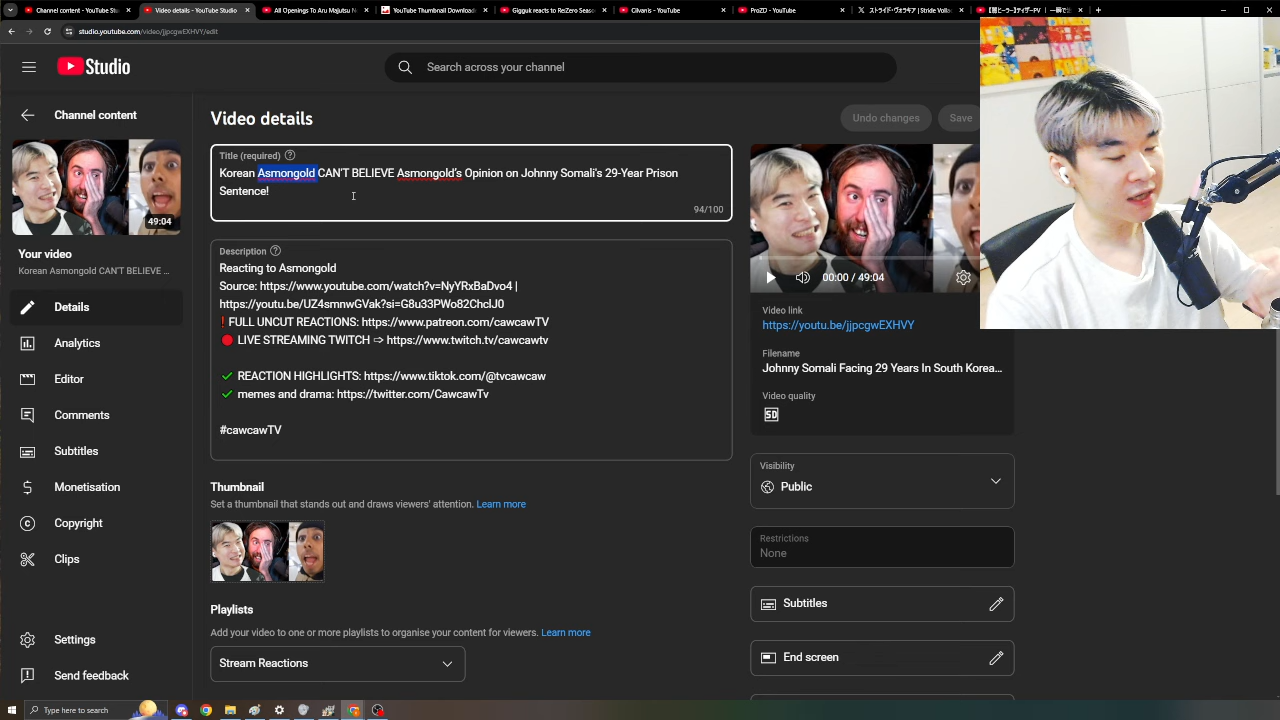 Channel content - YouTube Studio
Video details - YouTube Studio
All Openings To Aru Majutsu N
YouTube Thumbnail Download
Gigguk reacts to ReZero Season
Cilvanis - YouTube
ProZD - YouTube
studio.youtube.com/video/jjpcgwEXHVY/edit
Studio
Search across your channel
Channel content
49:04
Your video
Korean Asmongold CAN'T BELIEVE ...
Details
Analytics
Editor
Comments
Subtitles
Monetisation
Copyright
Clips
Settings
Send feedback
Video details
Undo changes
Save
Title (required)
Korean Asmongold CAN'T BELIEVE Asmongold's Opinion on Johnny Somali's 29-Year Prison
Sentence!
94/100
Description
Reacting to Asmongold
Source: https://www.youtube.com/watch?v=NyYRxBaDvo4 |
https://youtu.be/UZ4smnwGVak?si=G8u33PWo82ChclJ0
❗ FULL UNCUT REACTIONS: https://www.patreon.com/cawcawTV
🔴 LIVE STREAMING TWITCH ➩ https://www.twitch.tv/cawcawtv
✔ REACTION HIGHLIGHTS: https://www.tiktok.com/@tvcawcaw
✔ memes and drama: https://twitter.com/CawcawTv
#cawcawTV
Thumbnail
Set a thumbnail that stands out and draws viewers' attention. Learn more
Playlists
Add your video to one or more playlists to organise your content for viewers. Learn more
Stream Reactions
00:00 / 49:04
Video link
https://youtu.be/jjpcgwEXHVY
Filename
Johnny Somali Facing 29 Years In South Korea...
Video quality
SD
Visibility
Public
Restrictions
None
Subtitles
End screen
Type here to search